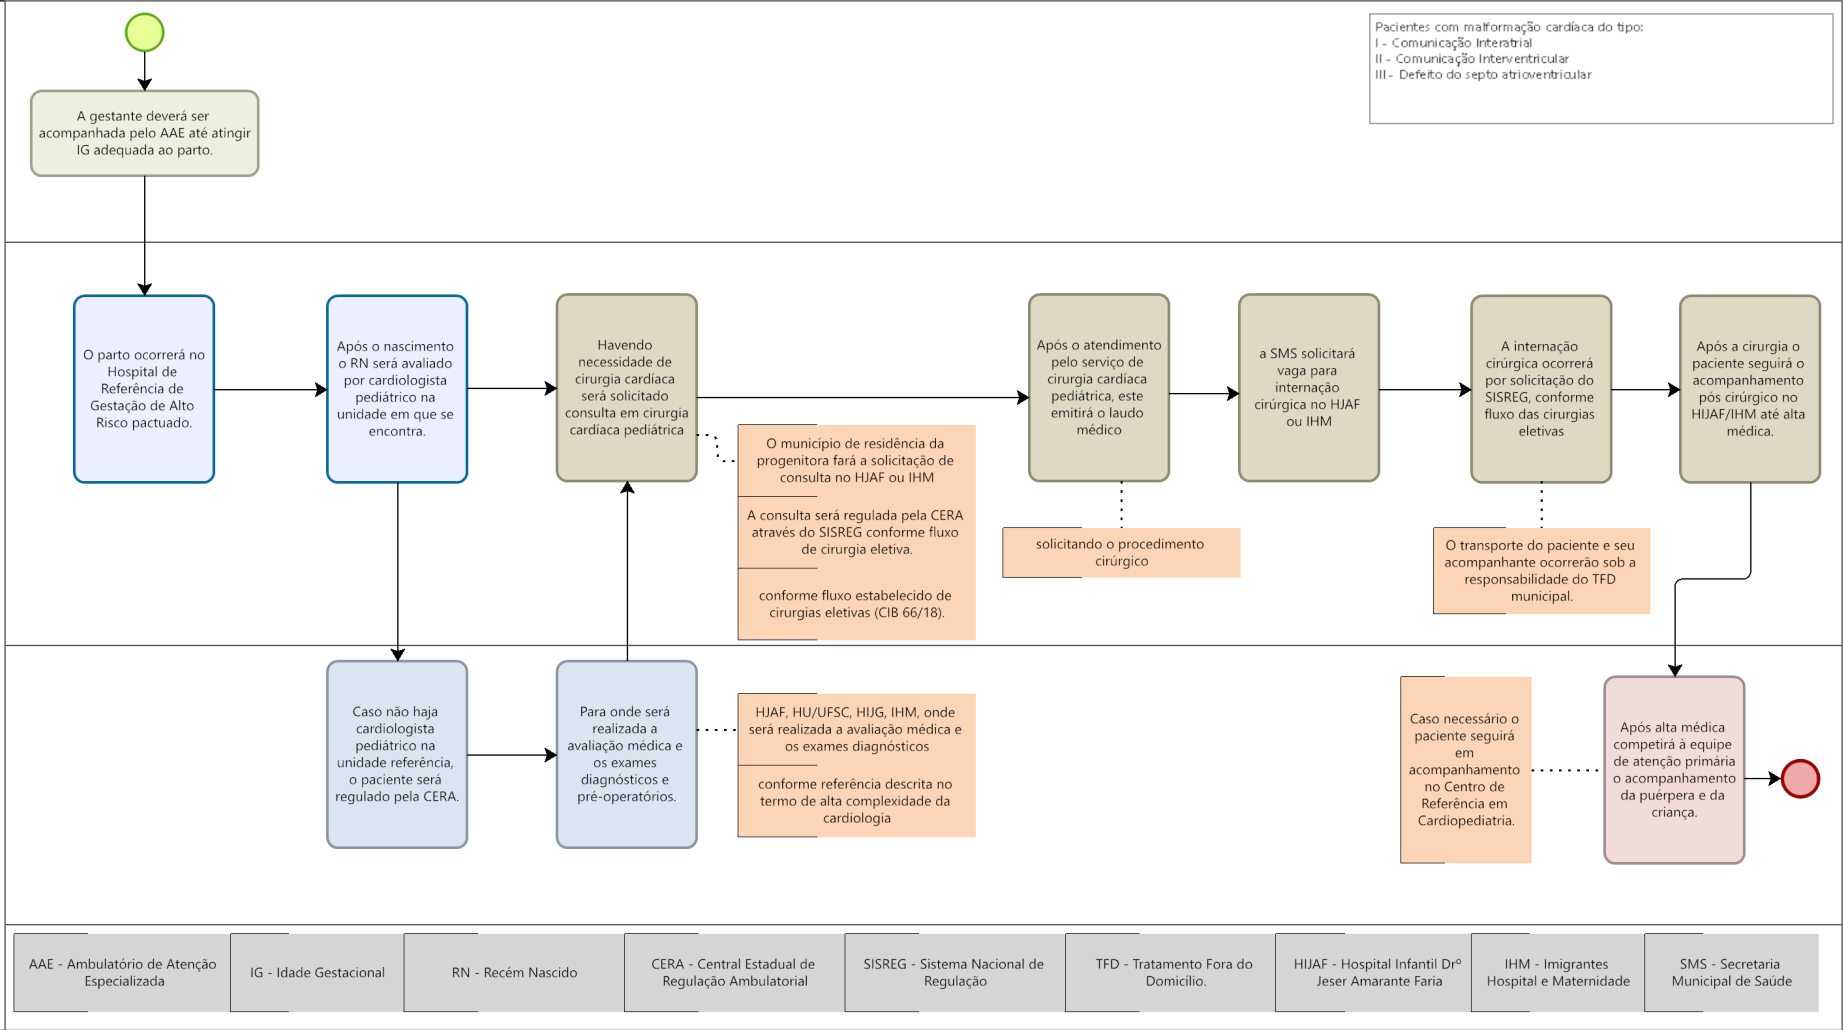 Pacientes com malformação cardíaca do tipo:
I - Comunicação Interatrial
II - Comunicação Interventricular
III - Defeito do septo atrioventricular
A gestante deverá ser
acompanhada pelo AAE até atingir
IG adequada ao parto.
O parto ocorrerá no
Hospital de
Referência de
Gestação de Alto
Risco pactuado.
Após o nascimento
o RN será avaliado
por cardiologista
pediátrico na
unidade em que se
encontra.
Havendo
necessidade de
cirurgia cardíaca
será solicitado
consulta em cirurgia
cardíaca pediátrica
O município de residência da
progenitora fará a solicitação de
consulta no HJAF ou IHM
A consulta será regulada pela CERA
através do SISREG conforme fluxo
de cirurgia eletiva.
conforme fluxo estabelecido de
cirurgias eletivas (CIB 66/18).
Após o atendimento
pelo serviço de
cirurgia cardíaca
pediátrica, este
emitirá o laudo
médico
solicitando o procedimento
cirúrgico
a SMS solicitará
vaga para
internação
cirúrgica no HJAF
ou IHM
A internação
cirúrgica ocorrerá
por solicitação do
SISREG, conforme
fluxo das cirurgias
eletivas
O transporte do paciente e seu
acompanhante ocorrerão sob a
responsabilidade do TFD
municipal.
Após a cirurgia o
paciente seguirá o
acompanhamento
pós cirúrgico no
HIJAF/IHM até alta
médica.
Caso não haja
cardiologista
pediátrico na
unidade referência,
o paciente será
regulado pela CERA.
Para onde será
realizada a
avaliação médica e
os exames
diagnósticos e
pré-operatórios.
HJAF, HU/UFSC, HIJG, IHM, onde
será realizada a avaliação médica e
os exames diagnósticos
conforme referência descrita no
termo de alta complexidade da
cardiologia
Caso necessário o
paciente seguirá
em
acompanhamento
no Centro de
Referência em
Cardiopediatria.
Após alta médica
competirá à equipe
de atenção primária
o acompanhamento
da puérpera e da
criança.
AAE - Ambulatório de Atenção
Especializada
IG - Idade Gestacional
RN - Recém Nascido
CERA - Central Estadual de
Regulação Ambulatorial
SISREG - Sistema Nacional de
Regulação
TFD - Tratamento Fora do
Domicílio.
HIJAF - Hospital Infantil Drº
Jeser Amarante Faria
IHM - Imigrantes
Hospital e Maternidade
SMS - Secretaria
Municipal de Saúde